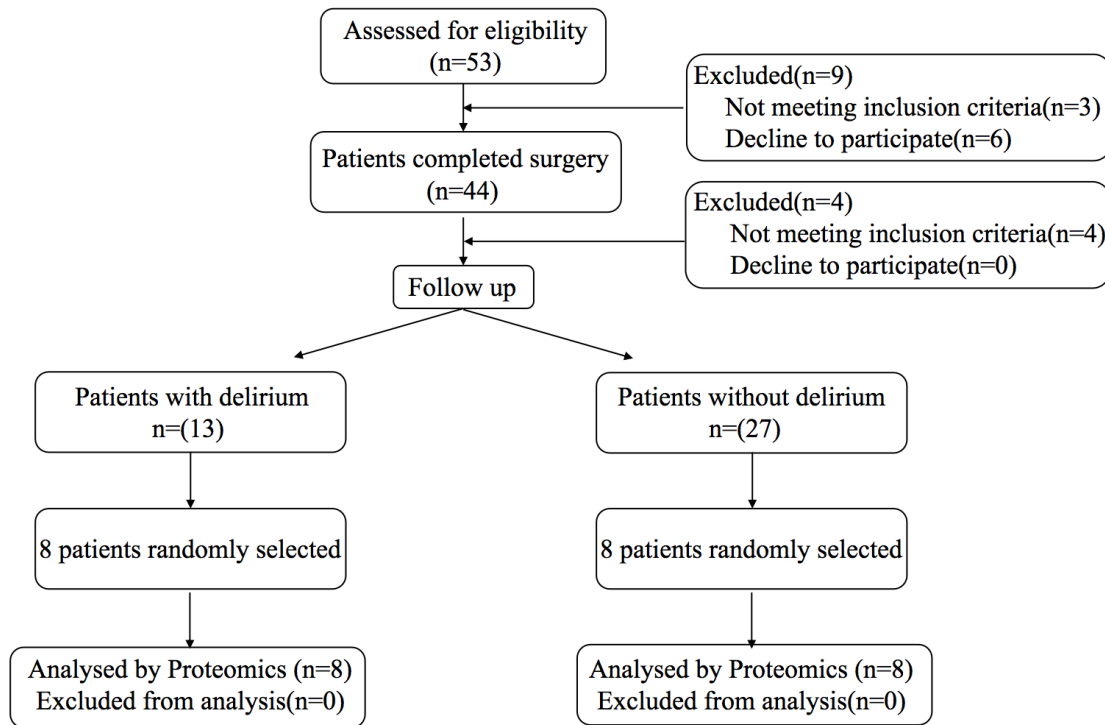 Assessed for eligibility
(n=53)
Excluded(n=9)
Not meeting inclusion criteria(n=3)
Decline to participate(n=6)
Patients completed surgery
(n=44)
Excluded(n=4)
Not meeting inclusion criteria(n=4)
Decline to participate(n=0)
Follow up
Patients with delirium
n=(13)
Patients without delirium
n=(27)
8 patients randomly selected
8 patients randomly selected
Analysed by Proteomics (n=8)
Excluded from analysis(n=0)
Analysed by Proteomics (n=8)
Excluded from analysis(n=0)